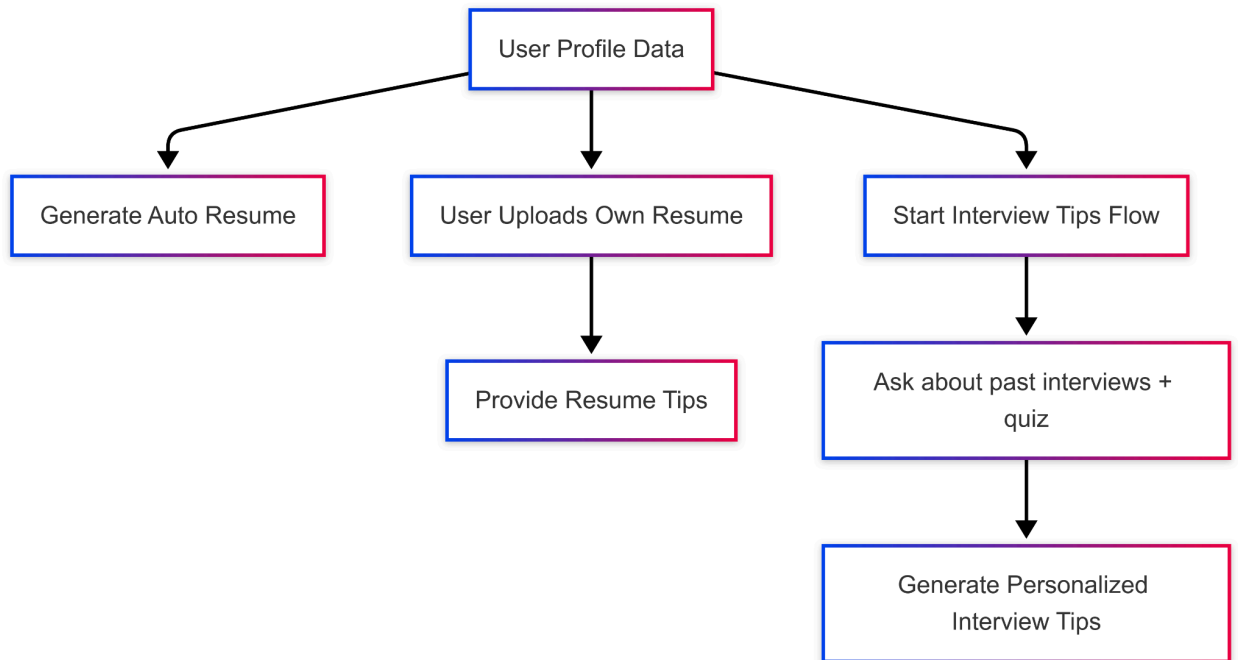 User Profile Data
Generate Auto Resume
User Uploads Own Resume
Start Interview Tips Flow
Provide Resume Tips
Ask about past interviews +
quiz
Generate Personalized
Interview Tips